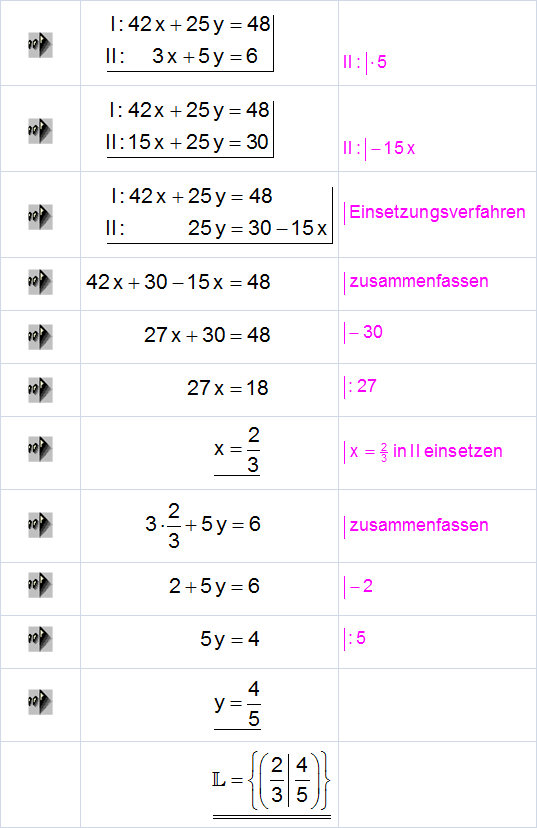 I: 42x + 25y = 48
II: 3x + 5y = 6
II: | · 5
I: 42x + 25y = 48
II: 15x + 25y = 30
II: | − 15x
I: 42x + 25y = 48
II: 25y = 30 − 15x
| Einsetzungsverfahren
42x + 30 − 15x = 48 | zusammenfassen
27x + 30 = 48 | − 30
27x = 18 | : 27
x = 2/3 | x = 2/3 in II einsetzen
3 · 2/3 + 5y = 6 | zusammenfassen
2 + 5y = 6 | − 2
5y = 4 | : 5
y = 4/5
𝕃 = {(2/3 | 4/5)}